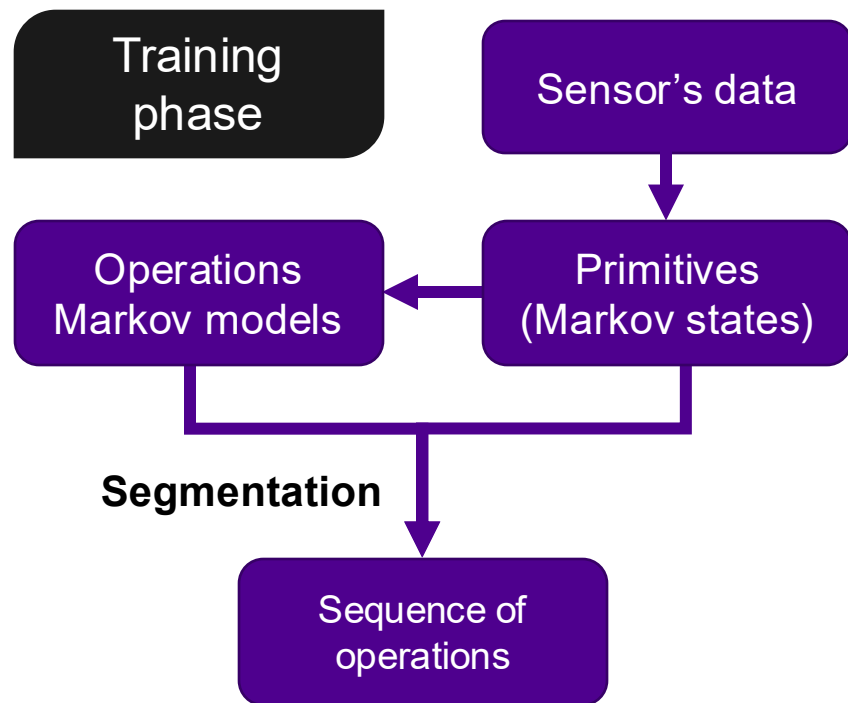 Training
phase
Sensor’s data
Operations
Markov models
Primitives
(Markov states)
Segmentation
Sequence of
operations